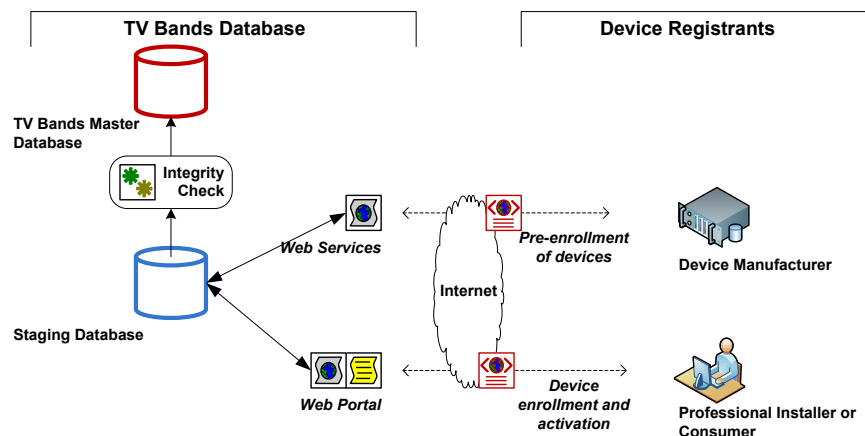 TV Bands Database
Device Registrants
TV Bands Master
Database
Integrity
Check
Web Services
Pre-enrollment
of devices
Device Manufacturer
Internet
Staging Database
Web Portal
Device
enrollment and
activation
Professional Installer or
Consumer